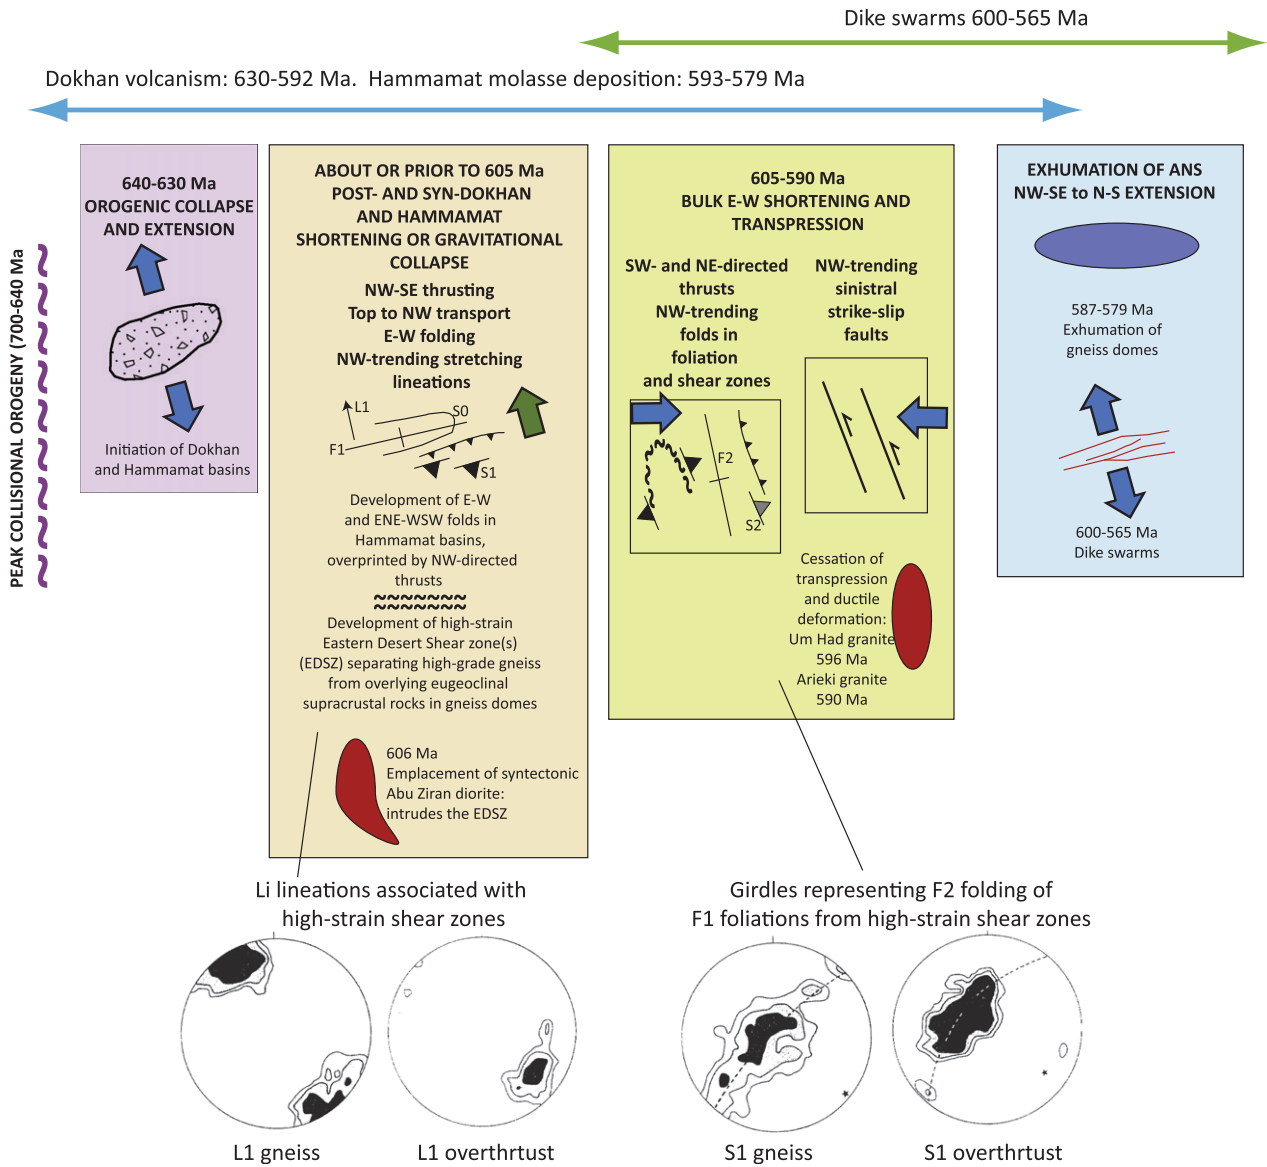 Dike swarms 600-565 Ma
Dokhan volcanism: 630-592 Ma.  Hammamat molasse deposition: 593-579 Ma
PEAK COLLISIONAL OROGENY (700-640 Ma
640-630 Ma
OROGENIC COLLAPSE
AND EXTENSION
Initiation of Dokhan
and Hammamat basins
ABOUT OR PRIOR TO 605 Ma
POST- AND SYN-DOKHAN
AND HAMMAMAT
SHORTENING OR GRAVITATIONAL
COLLAPSE
NW-SE thrusting
Top to NW transport
E-W folding
NW-trending stretching
lineations
L1
S0
F1
S1
Development of E-W
and ENE-WSW folds in
Hammamat basins,
overprinted by NW-directed
thrusts
Development of high-strain
Eastern Desert Shear zone(s)
(EDSZ) separating high-grade gneiss
from overlying eugeoclinal
supracrustal rocks in gneiss domes
606 Ma
Emplacement of syntectonic
Abu Ziran diorite:
intrudes the EDSZ
605-590 Ma
BULK E-W SHORTENING AND
TRANSPRESSION
SW- and NE-directed
thrusts
NW-trending
folds in
foliation
and shear zones
F2
S2
NW-trending
sinistral
strike-slip
faults
Cessation of
transpression
and ductile
deformation:
Um Had granite
596 Ma
Arieki granite
590 Ma
EXHUMATION OF ANS
NW-SE to N-S EXTENSION
587-579 Ma
Exhumation of
gneiss domes
600-565 Ma
Dike swarms
Li lineations associated with
high-strain shear zones
Girdles representing F2 folding of
F1 foliations from high-strain shear zones
L1 gneiss
L1 overthrtust
S1 gneiss
S1 overthrtust